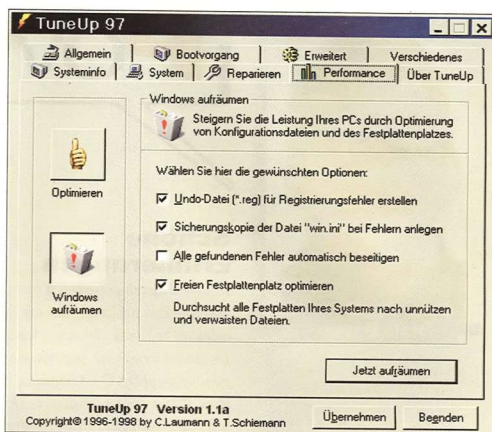 TuneUp 97
Allgemein
Bootvorgang
Erweitert
Verschiedenes
Systeminfo
System
Reparieren
Performance
Über TuneUp
Optimieren
Windows
aufräumen
Windows aufräumen
Steigern Sie die Leistung Ihres PCs durch Optimierung
von Konfigurationsdateien und des Festplattenplatzes.
Wählen Sie hier die gewünschten Optionen:
Undo-Datei (*.reg) für Registrierungsfehler erstellen
Sicherungskopie der Datei "win.ini" bei Fehlern anlegen
Alle gefundenen Fehler automatisch beseitigen
Freien Festplattenplatz optimieren
Durchsucht alle Festplatten Ihres Systems nach unnützen
und verwaisten Dateien.
Jetzt aufräumen
TuneUp 97 Version 1.1a
Copyright© 1996-1998 by C.Laumann & T.Schiemann
Übernehmen
Beenden